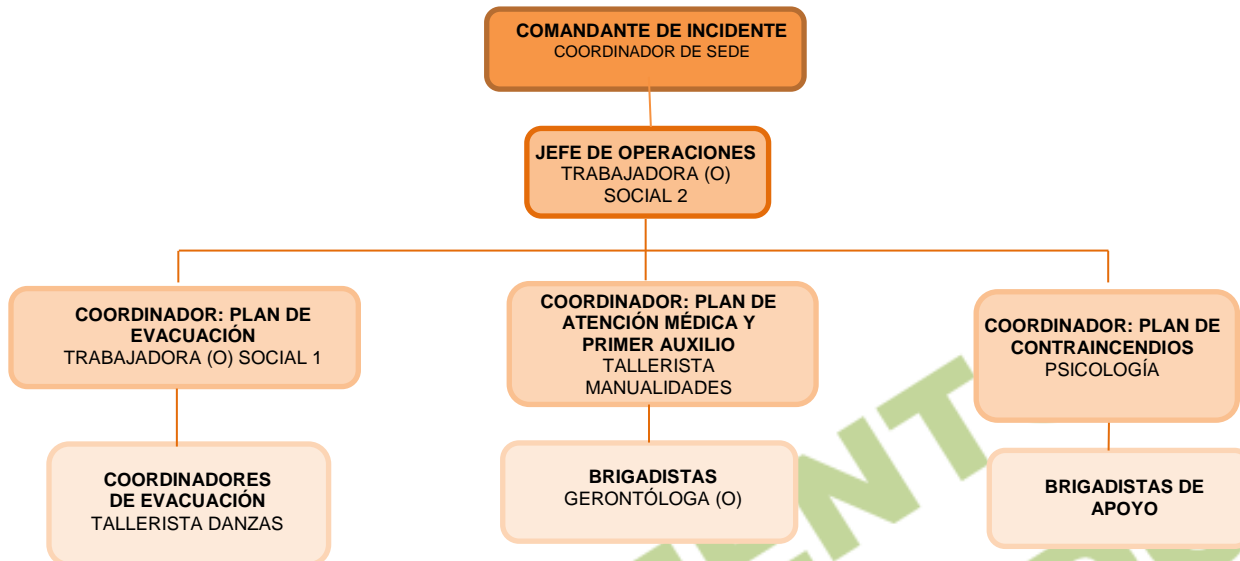 COMANDANTE DE INCIDENTE
COORDINADOR DE SEDE
JEFE DE OPERACIONES
TRABAJADORA (O)
SOCIAL 2
COORDINADOR: PLAN DE
EVACUACIÓN
TRABAJADORA (O) SOCIAL 1
COORDINADOR: PLAN DE
ATENCIÓN MÉDICA Y
PRIMER AUXILIO
TALLERISTA
MANUALIDADES
COORDINADOR: PLAN DE
CONTRAINCENDIOS
PSICOLOGÍA
COORDINADORES
DE EVACUACIÓN
TALLERISTA DANZAS
BRIGADISTAS
GERONTÓLOGA (O)
BRIGADISTAS DE
APOYO